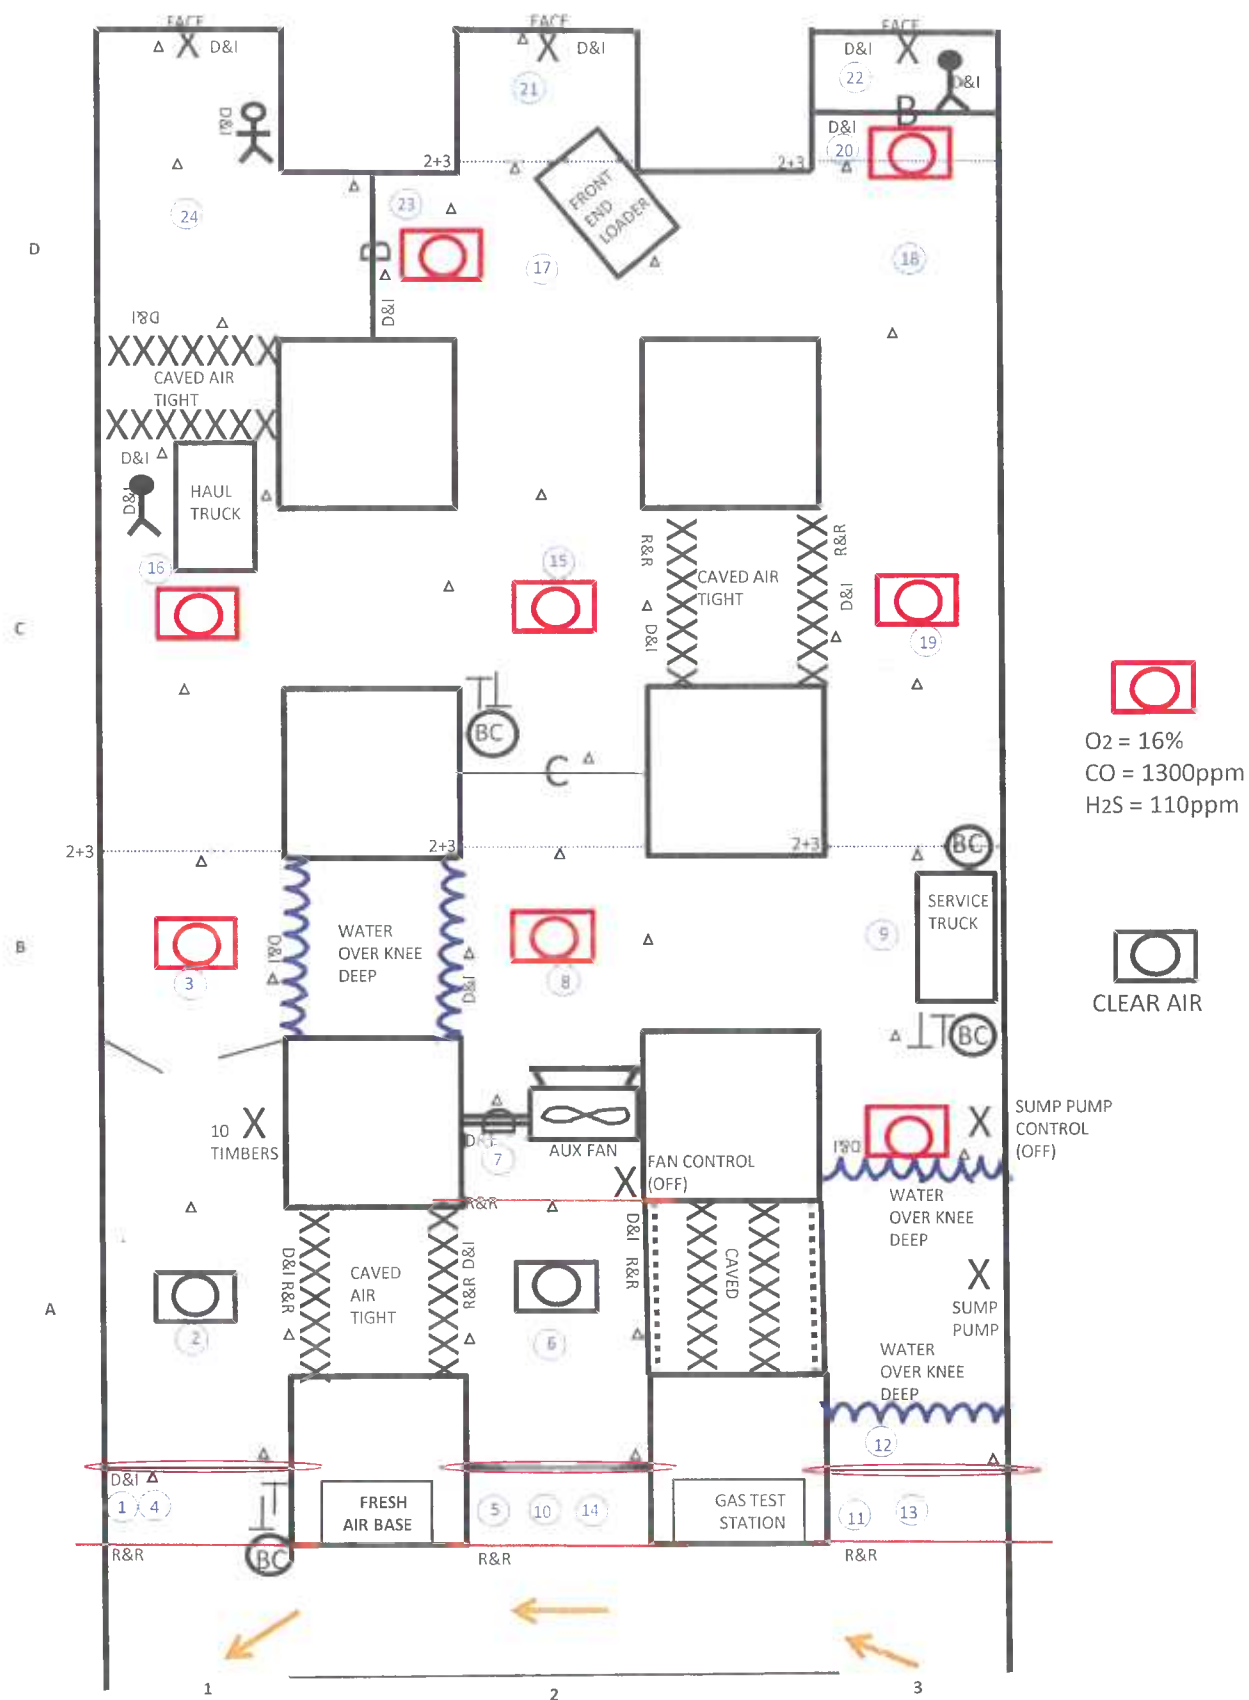 FACE
FACE
FACE
D&I
D&I
D&I
22
D&I
21
B
D&I
D&I
20
2+3
2+3
FRONT
END
LOADER
24
23
D
B
17
18
D&I
D&I
CAVED AIR
TIGHT
D&I
D&I
HAUL
TRUCK
16
15
R&R
D&I
CAVED AIR
TIGHT
R&R
D&I
C
19
BC
C
O2 = 16%
CO = 1300ppm
H2S = 110ppm
2+3
2+3
2+3
BC
SERVICE
TRUCK
B
D&I
WATER
OVER KNEE
DEEP
D&I
3
8
9
CLEAR AIR
BC
10
TIMBERS
7
AUX FAN
D&I
SUMP PUMP
CONTROL
(OFF)
FAN CONTROL
(OFF)
R&R
WATER
OVER KNEE
DEEP
A
D&I R&R
CAVED
AIR
TIGHT
R&R D&I
D&I R&R
CAVED
SUMP
PUMP
2
6
WATER
OVER KNEE
DEEP
12
D&I
1
4
FRESH
AIR BASE
5
10
14
GAS TEST
STATION
11
13
R&R
BC
R&R
R&R
1
2
3